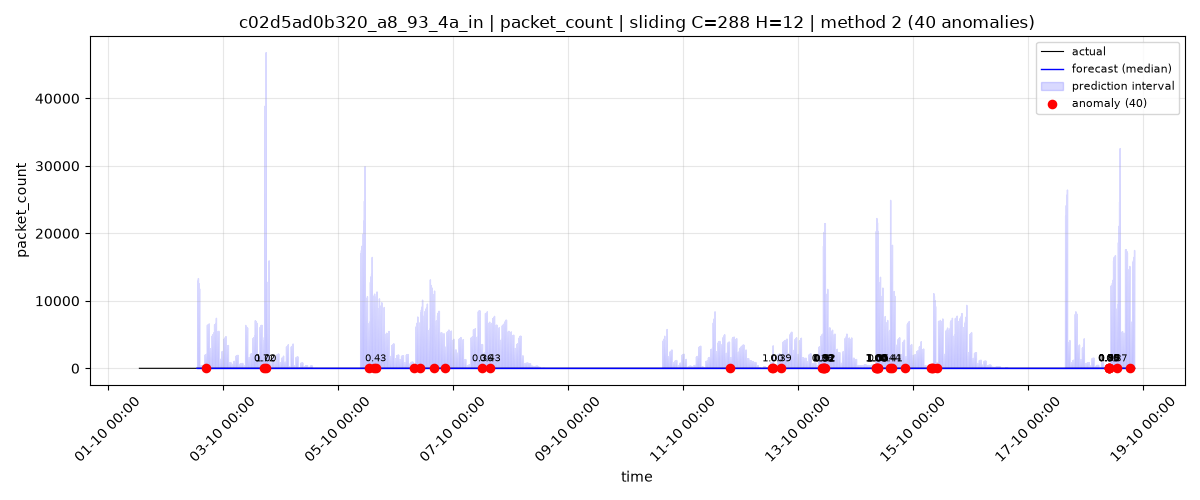 c02d5ad0b320_a8_93_4a_in | packet_count | sliding C=288 H=12 | method 2 (40 anomalies)
actual
forecast (median)
prediction interval
anomaly (40)
packet_count
40000
30000
20000
10000
0
0.43
01-10 00:00
03-10 00:00
05-10 00:00
07-10 00:00
09-10 00:00
11-10 00:00
13-10 00:00
15-10 00:00
17-10 00:00
19-10 00:00
time